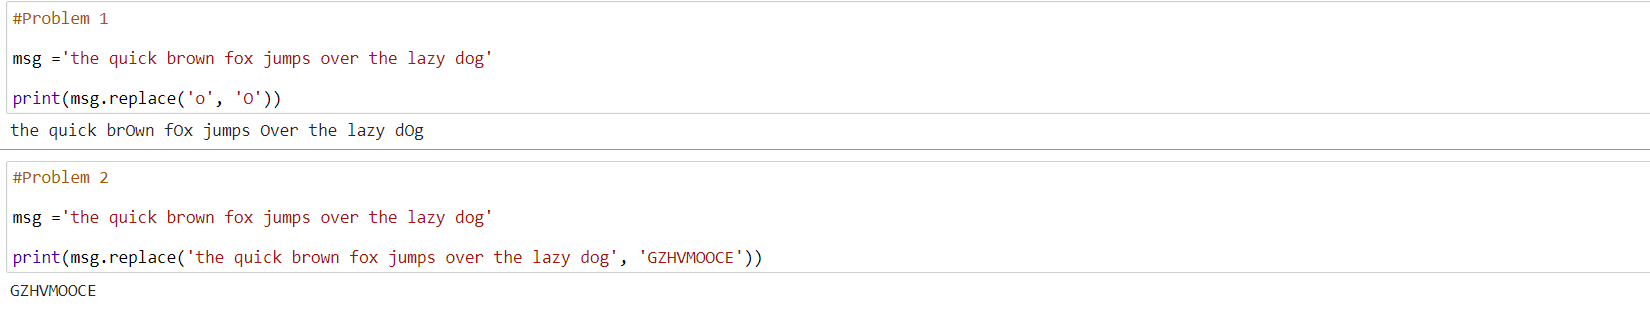 #Problem 1
msg ='the quick brown fox jumps over the lazy dog'
print(msg.replace('o', 'O'))
the quick brOwn fOx jumps Over the lazy dOg
#Problem 2
msg ='the quick brown fox jumps over the lazy dog'
print(msg.replace('the quick brown fox jumps over the lazy dog', 'GZHVMOOCE'))
GZHVMOOCE